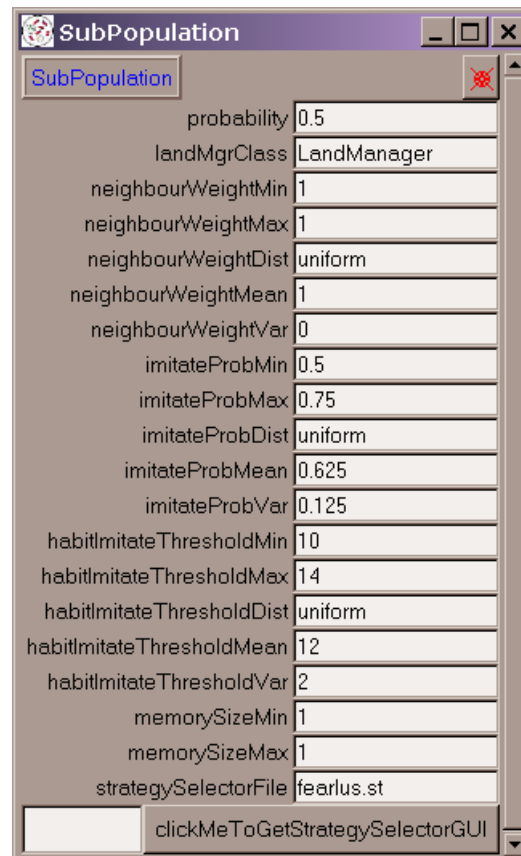 SubPopulation
SubPopulation
probability 0.5
landMgrClass LandManager
neighbourWeightMin 1
neighbourWeightMax 1
neighbourWeightDist uniform
neighbourWeightMean 1
neighbourWeightVar 0
imitateProbMin 0.5
imitateProbMax 0.75
imitateProbDist uniform
imitateProbMean 0.625
imitateProbVar 0.125
habitImitateThresholdMin 10
habitImitateThresholdMax 14
habitImitateThresholdDist uniform
habitImitateThresholdMean 12
habitImitateThresholdVar 2
memorySizeMin 1
memorySizeMax 1
strategySelectorFile fearlus.st
clickMeToGetStrategySelectorGUI